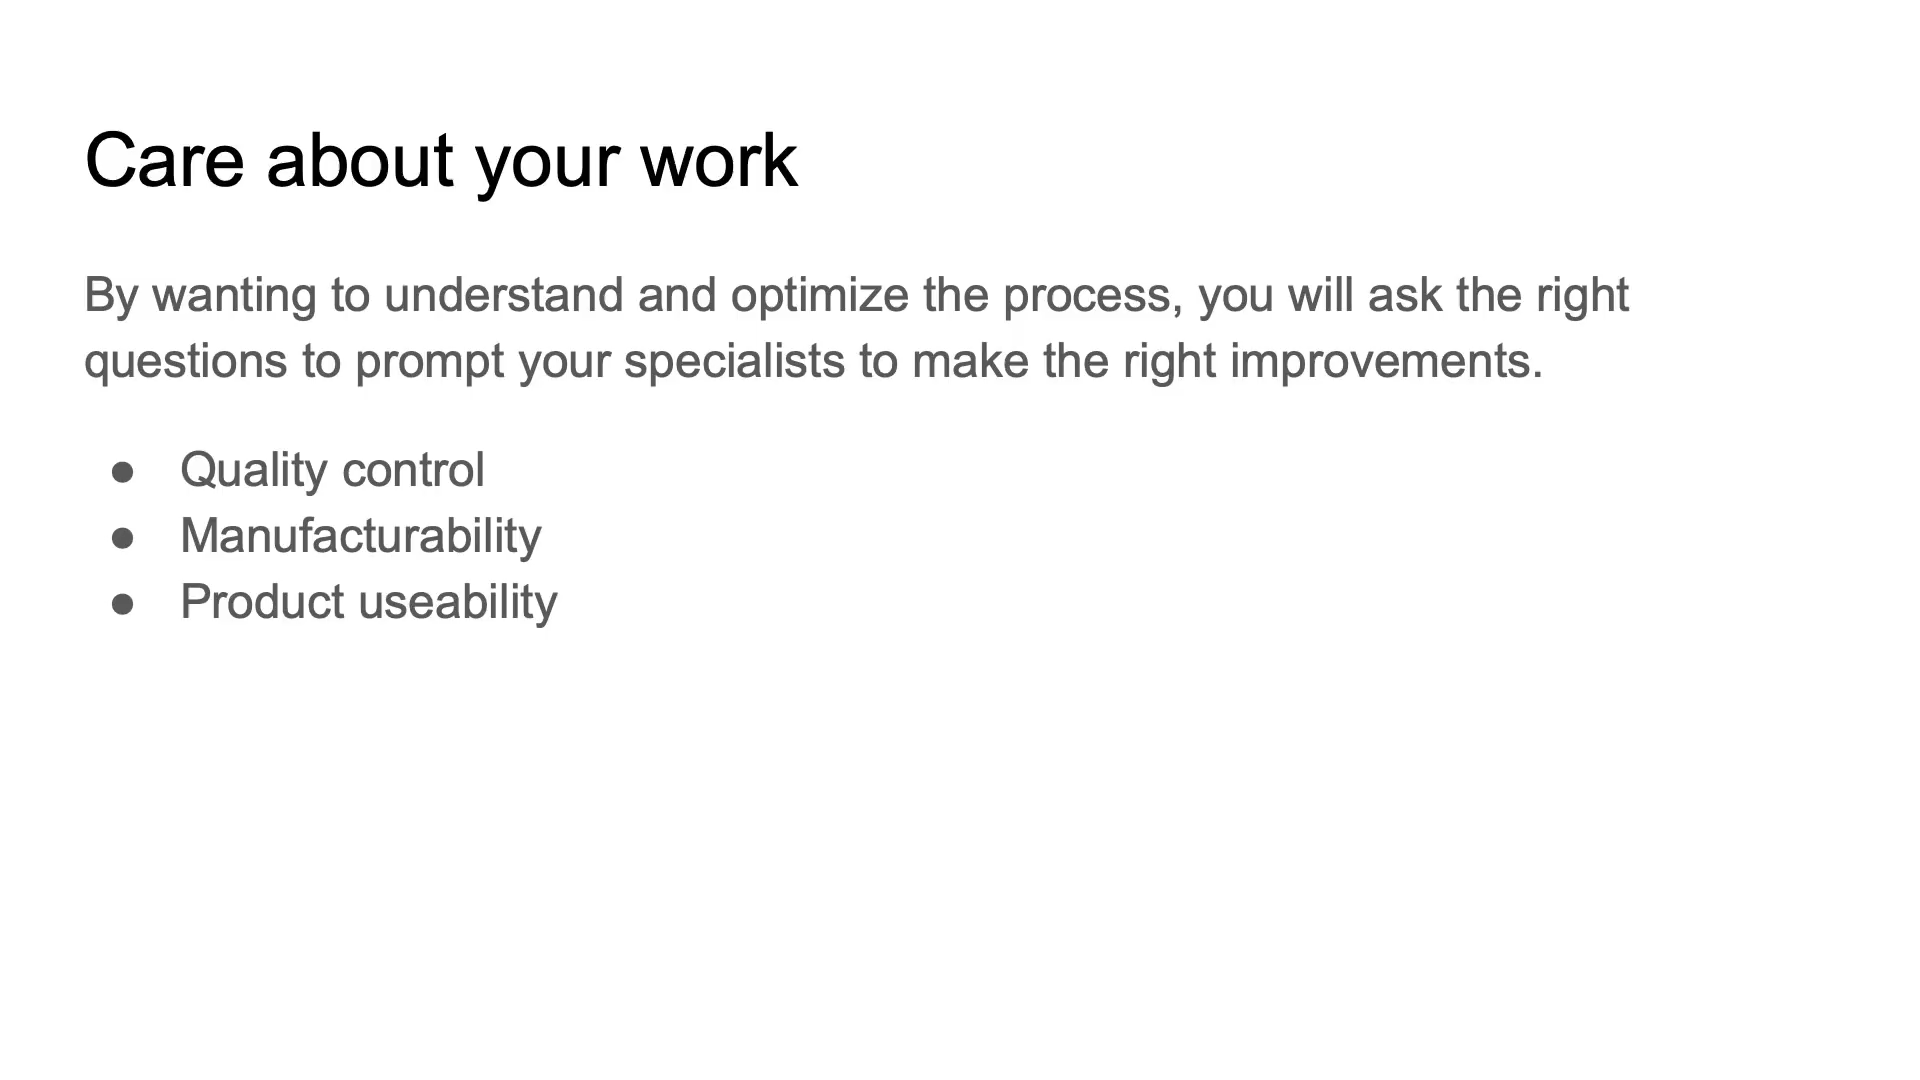 Care about your work
By wanting to understand and optimize the process, you will ask the right
questions to prompt your specialists to make the right improvements.
● Quality control
● Manufacturability
● Product useability